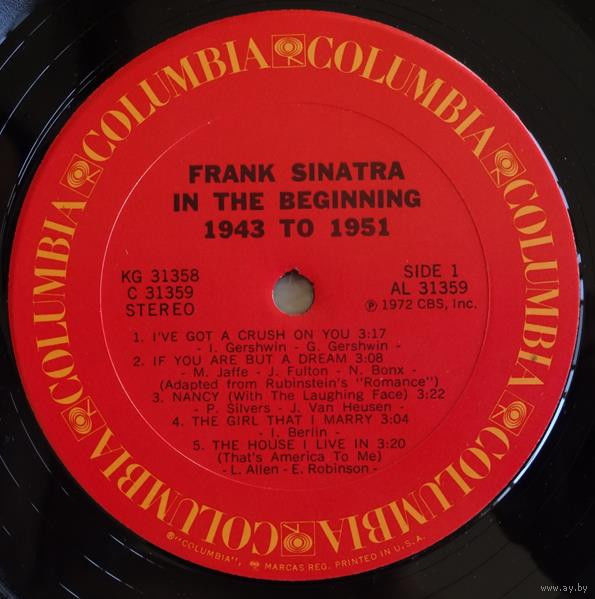 COLUMBIA COLUMBIA COLUMBIA COLUMBIA COLUMBIA COLUMBIA COLUMBIA COLUMBIA
FRANK SINATRA
IN THE BEGINNING
1943 TO 1951
KG 31358
C 31359
STEREO
SIDE 1
AL 31359
Ⓟ 1972 CBS, Inc.
1. I'VE GOT A CRUSH ON YOU 3:17
- I. Gershwin - G. Gershwin -
2. IF YOU ARE BUT A DREAM 3:08
- M. Jaffe - J. Fulton - N. Bonx -
(Adapted from Rubinstein's "Romance")
3. NANCY (With The Laughing Face) 3:22
- P. Silvers - J. Van Heusen -
4. THE GIRL THAT I MARRY 3:04
- I. Berlin -
5. THE HOUSE I LIVE IN 3:20
(That's America To Me)
- L. Allen - E. Robinson -
® "COLUMBIA", MARCAS REG. PRINTED IN U.S.A.
www.ay.by